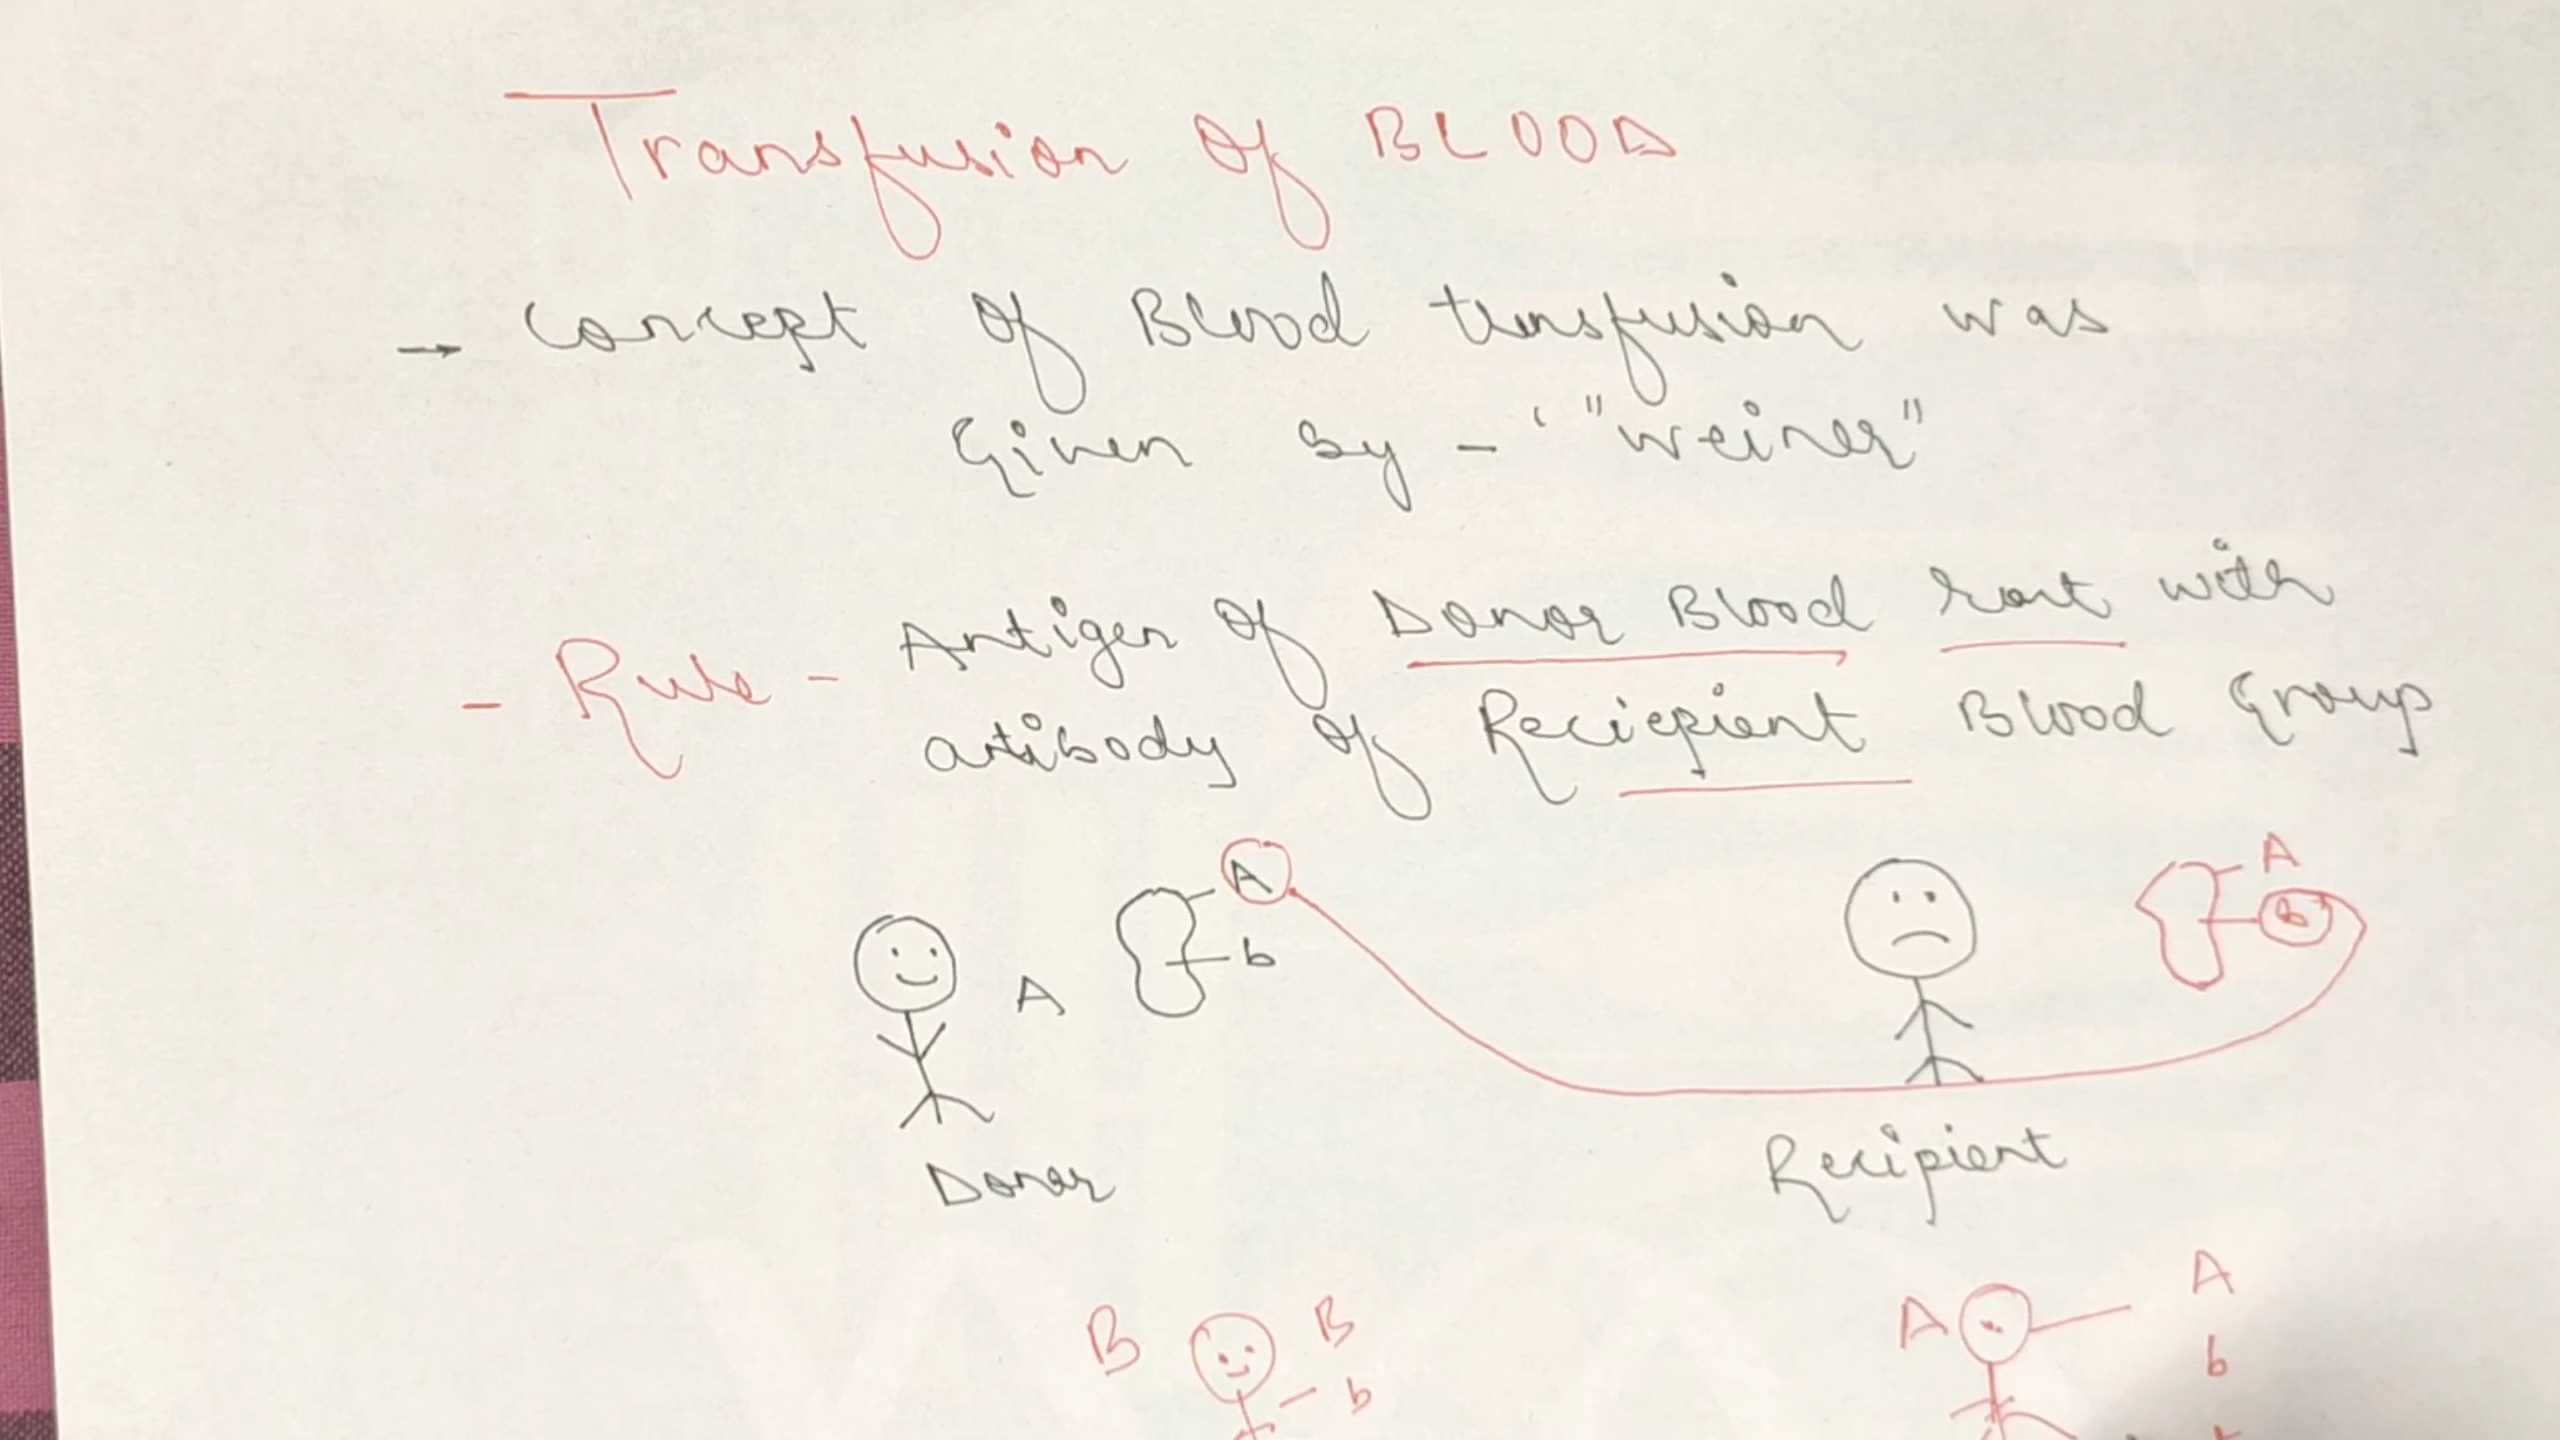 Transfusion Of BLOOD
→ Concept Of Blood transfusion was
Given by - ' "weiner"
- Rule - Antigen Of Donor Blood with
antibody Of Reciepient Blood Group
A
b
A
Donor
A
Recipient
B B
b
A A
b